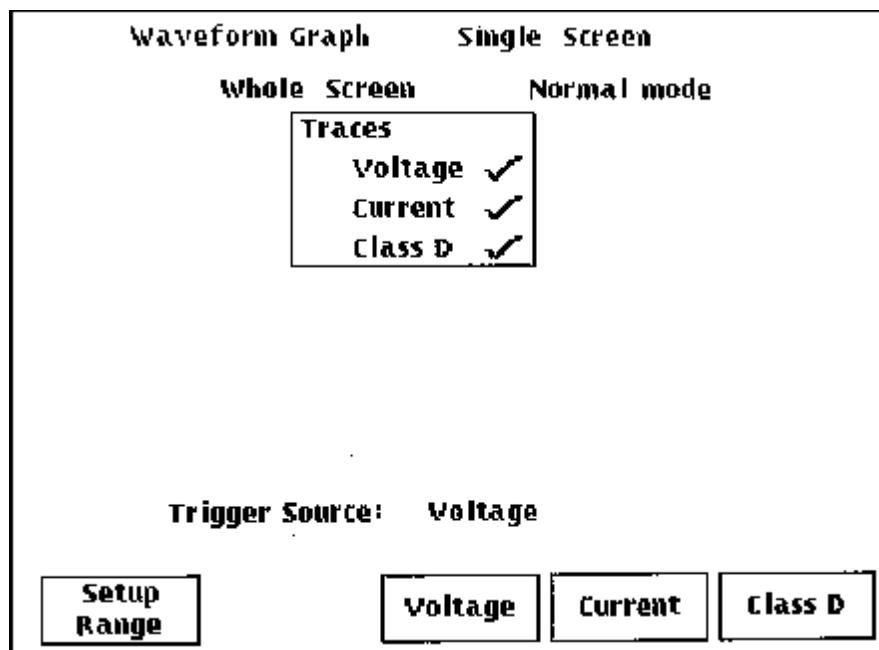 Waveform Graph Single Screen
Whole Screen Normal mode
Traces
Voltage ✓
Current ✓
Class D ✓
Trigger Source: Voltage
Setup
Range
Voltage
Current
Class D